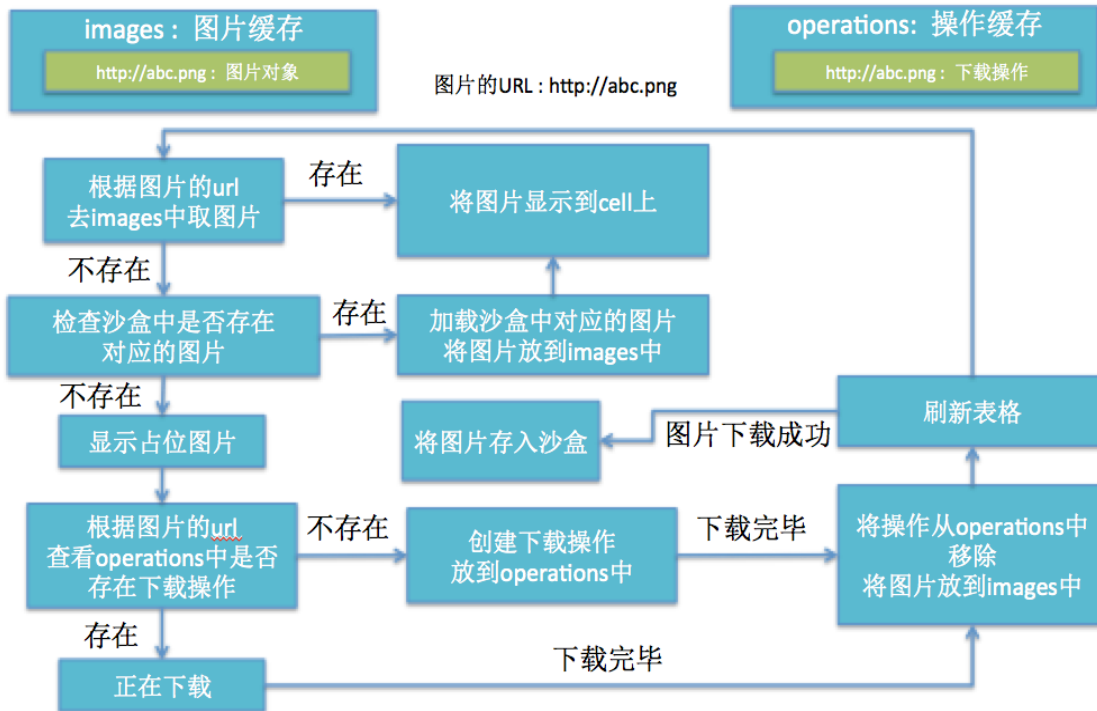 images： 图片缓存
http://abc.png： 图片对象
图片的URL : http://abc.png
operations: 操作缓存
http://abc.png： 下载操作
根据图片的url
去images中取图片
存在
将图片显示到cell上
不存在
检查沙盒中是否存在
对应的图片
存在
加载沙盒中对应的图片
将图片放到images中
不存在
显示占位图片
将图片存入沙盒
图片下载成功
刷新表格
根据图片的url
查看operations中是否
存在下载操作
不存在
创建下载操作
放到operations中
下载完毕
将操作从operations中
移除
将图片放到images中
存在
正在下载
下载完毕